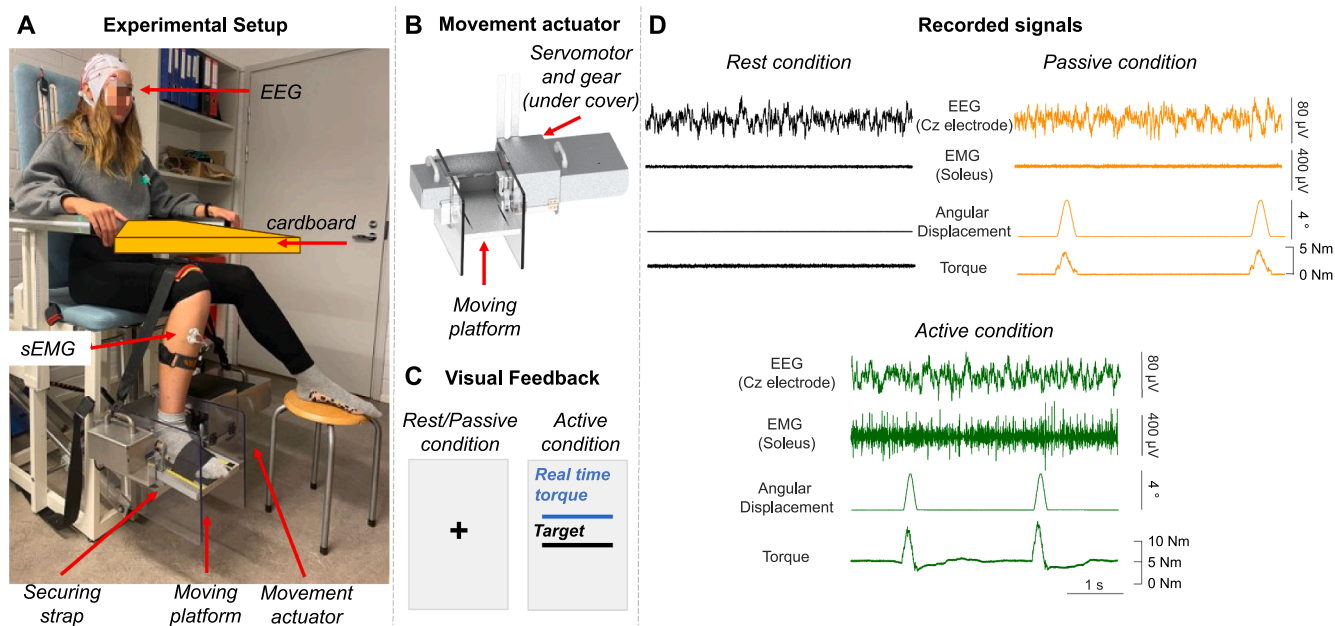 A
Experimental Setup
EEG
cardboard
sEMG
Securing
strap
Moving
platform
Movement
actuator
B
Movement actuator
Servomotor
and gear
(under cover)
Moving
platform
C
Visual Feedback
Rest/Passive
condition
+
Active
condition
Real time
torque
Target
D
Recorded signals
Rest condition
Passive condition
EEG
(Cz electrode)
80 µV
EMG
(Soleus)
400 µV
Angular
Displacement
4 °
Torque
5 Nm
0 Nm
Active condition
EEG
(Cz electrode)
80 µV
EMG
(Soleus)
400 µV
Angular
Displacement
4 °
Torque
10 Nm
5 Nm
0 Nm
1 s